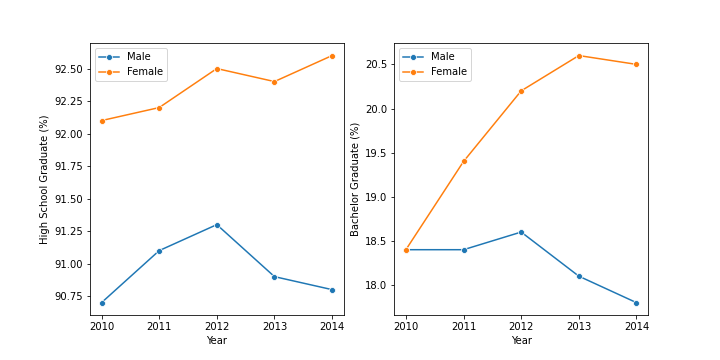 Male
Female
92.50
92.25
92.00
91.75
91.50
91.25
91.00
90.75
High School Graduate (%)
2010 2011 2012 2013 2014
Year
Male
Female
20.5
20.0
19.5
19.0
18.5
18.0
Bachelor Graduate (%)
2010 2011 2012 2013 2014
Year